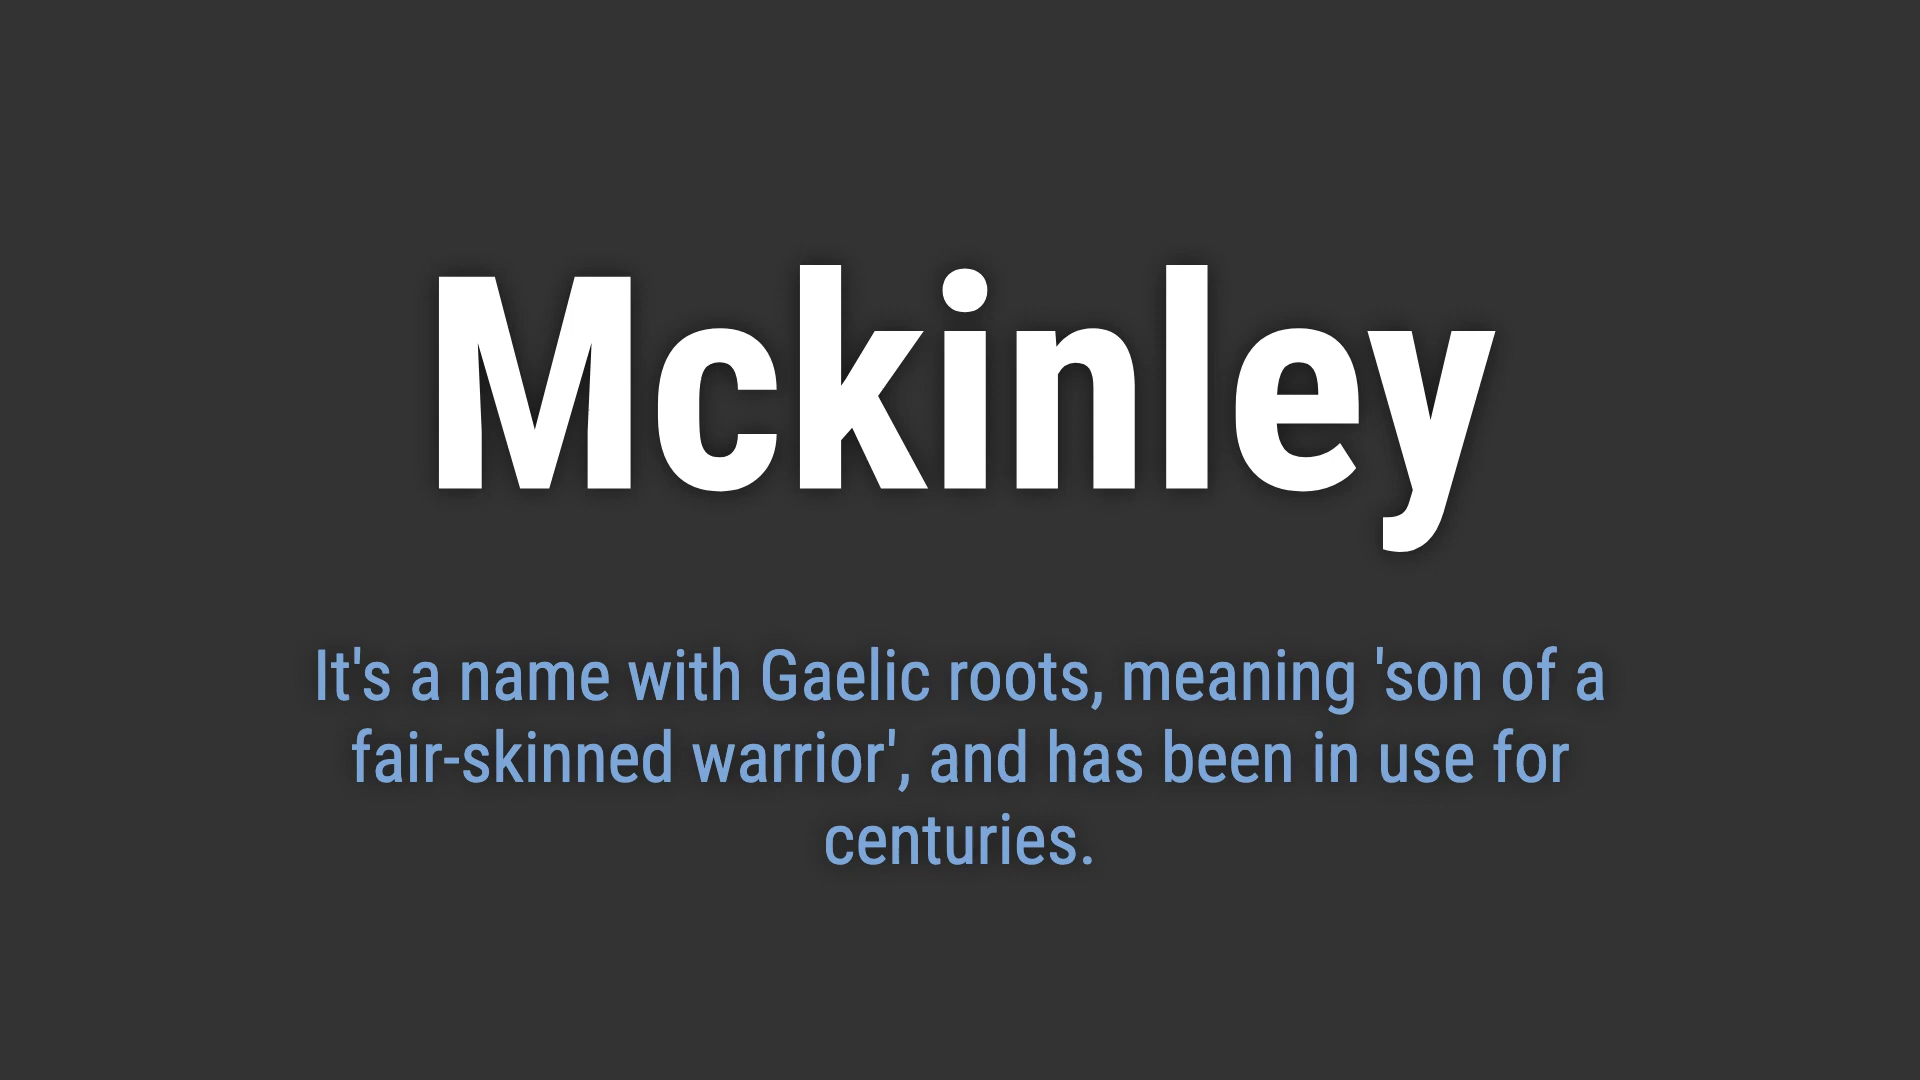 Mckinley
It's a name with Gaelic roots, meaning 'son of a
fair-skinned warrior', and has been in use for
centuries.